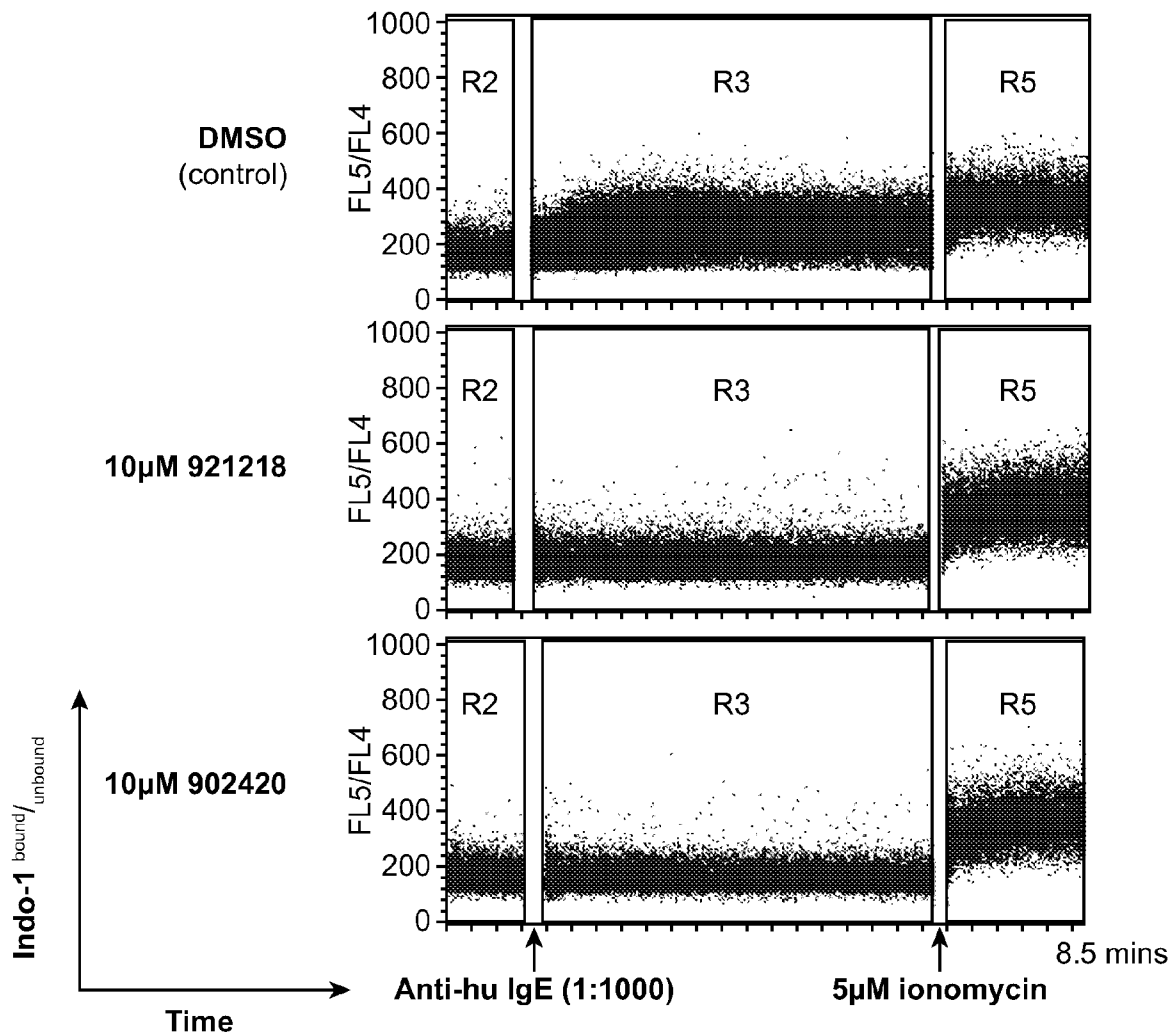 1000
800
600
400
200
0
FL5/FL4
R2
R3
R5
DMSO
(control)
1000
800
600
400
200
0
FL5/FL4
R2
R3
R5
10µM 921218
1000
800
600
400
200
0
FL5/FL4
R2
R3
R5
10µM 902420
Indo-1 bound/unbound
Time
8.5 mins
Anti-hu IgE (1:1000)
5µM ionomycin